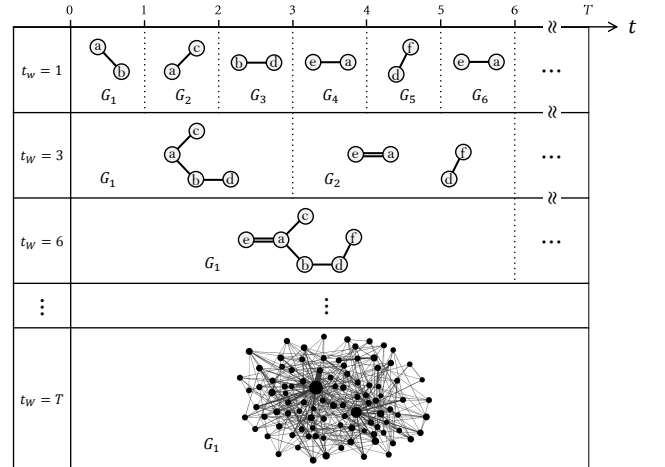 0 1 2 3 4 5 6 ≈ T t
t_w = 1
a b c a b d e a f d e a ≈ ⋯
G_1 G_2 G_3 G_4 G_5 G_6
≈
t_W = 3
c a b d e a f d ⋯
G_1 G_2
≈
t_W = 6
c e a f b d ⋯
G_1
⋮ ⋮
t_W = T
G_1